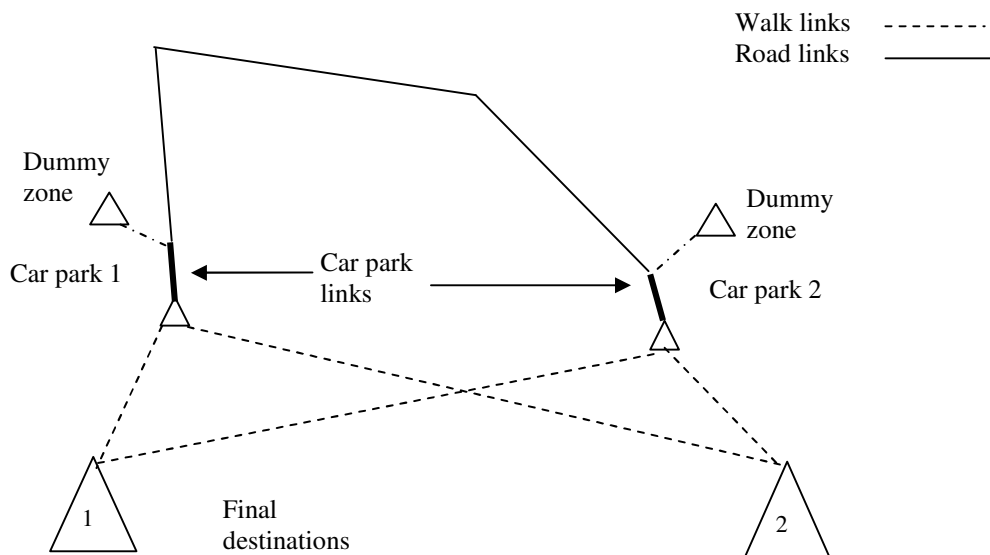 Walk links
Road links
Dummy
zone
Dummy
zone
Car park 1
Car park
links
Car park 2
1
Final
destinations
2